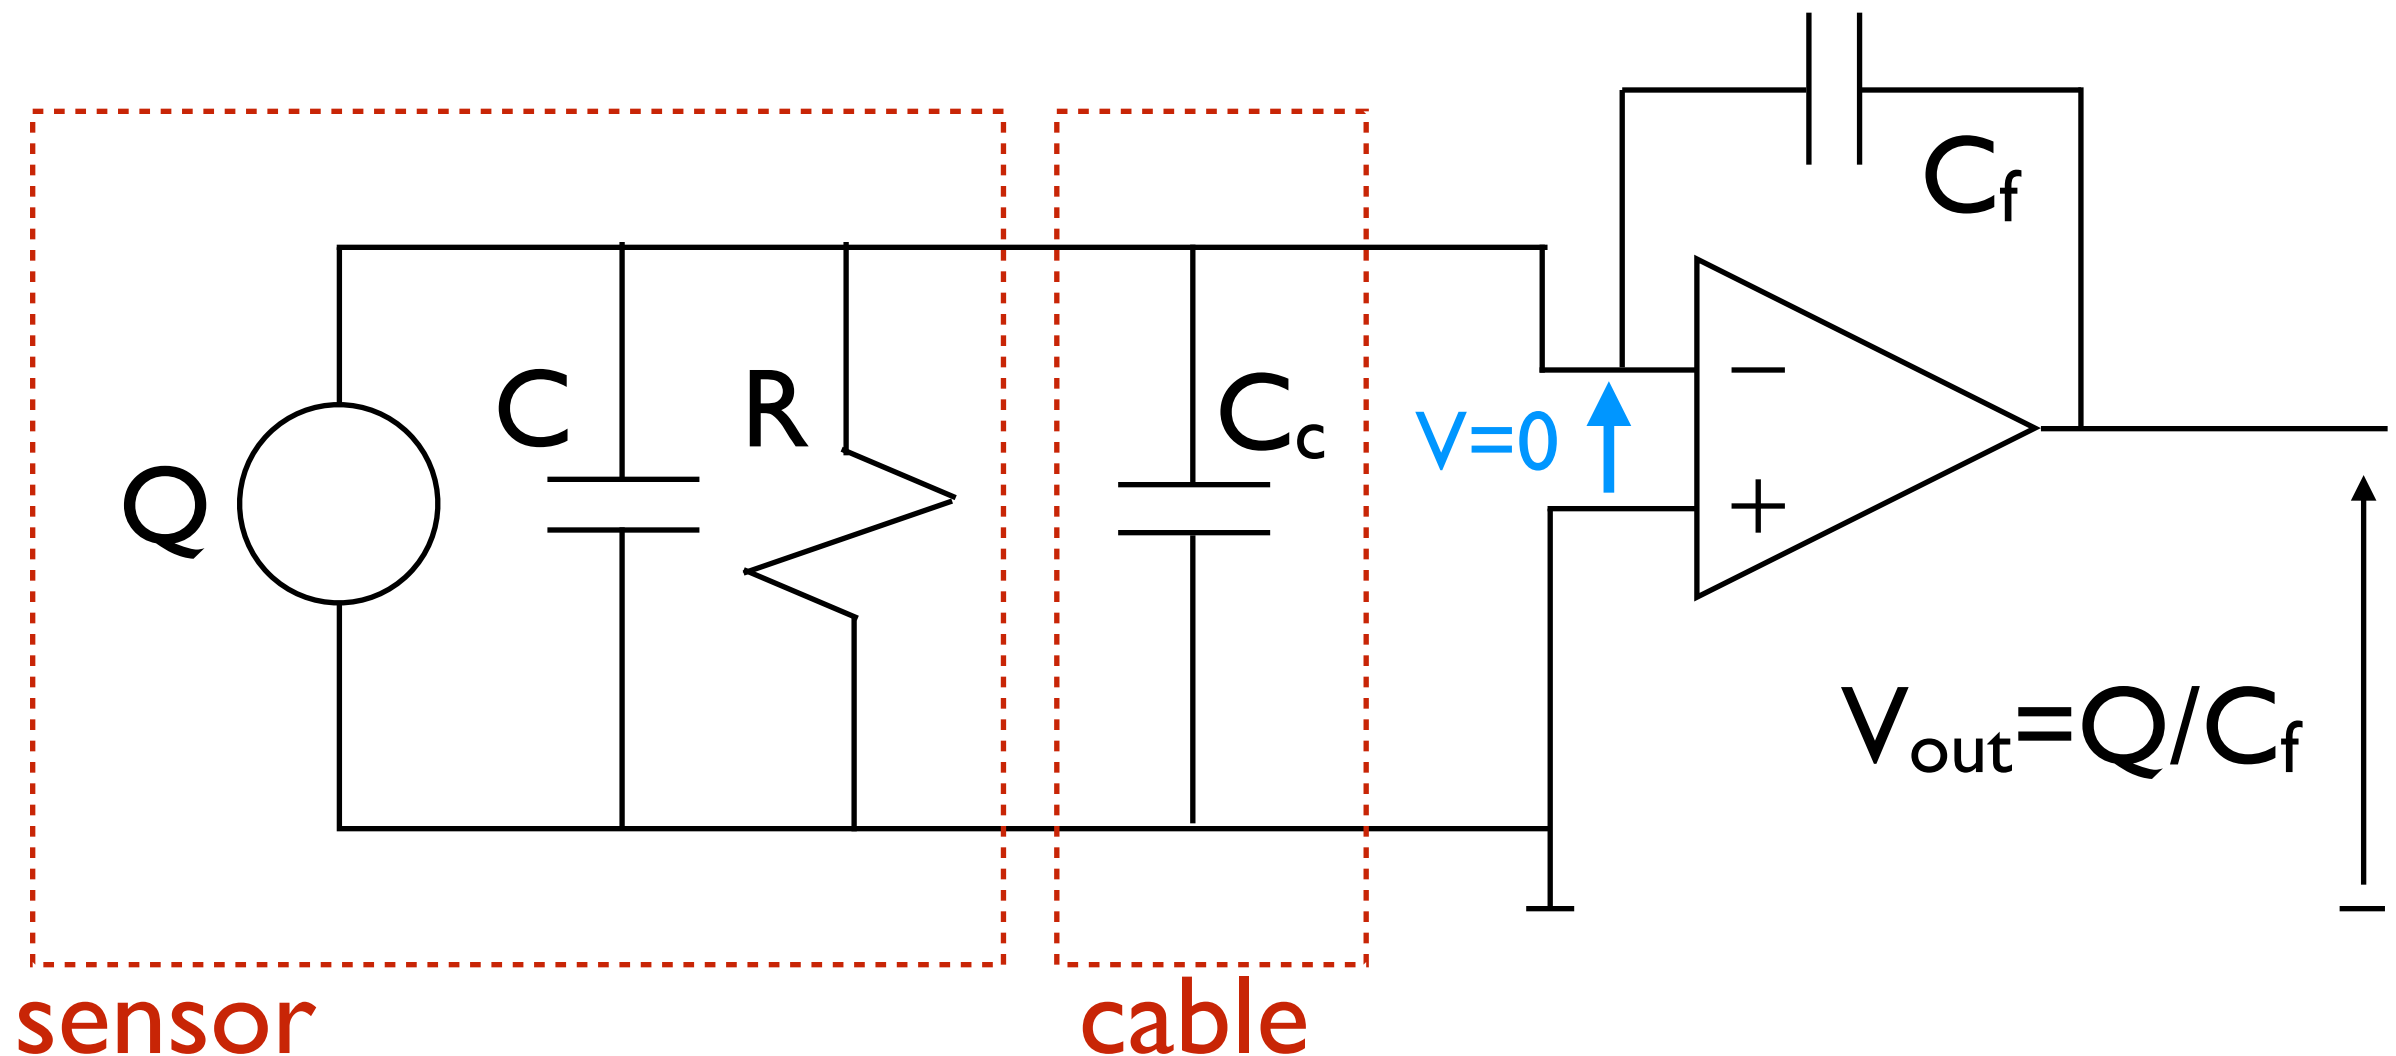 Cf
C
R
Cc
Q
V=0
−
+
Vout=Q/Cf
sensor
cable